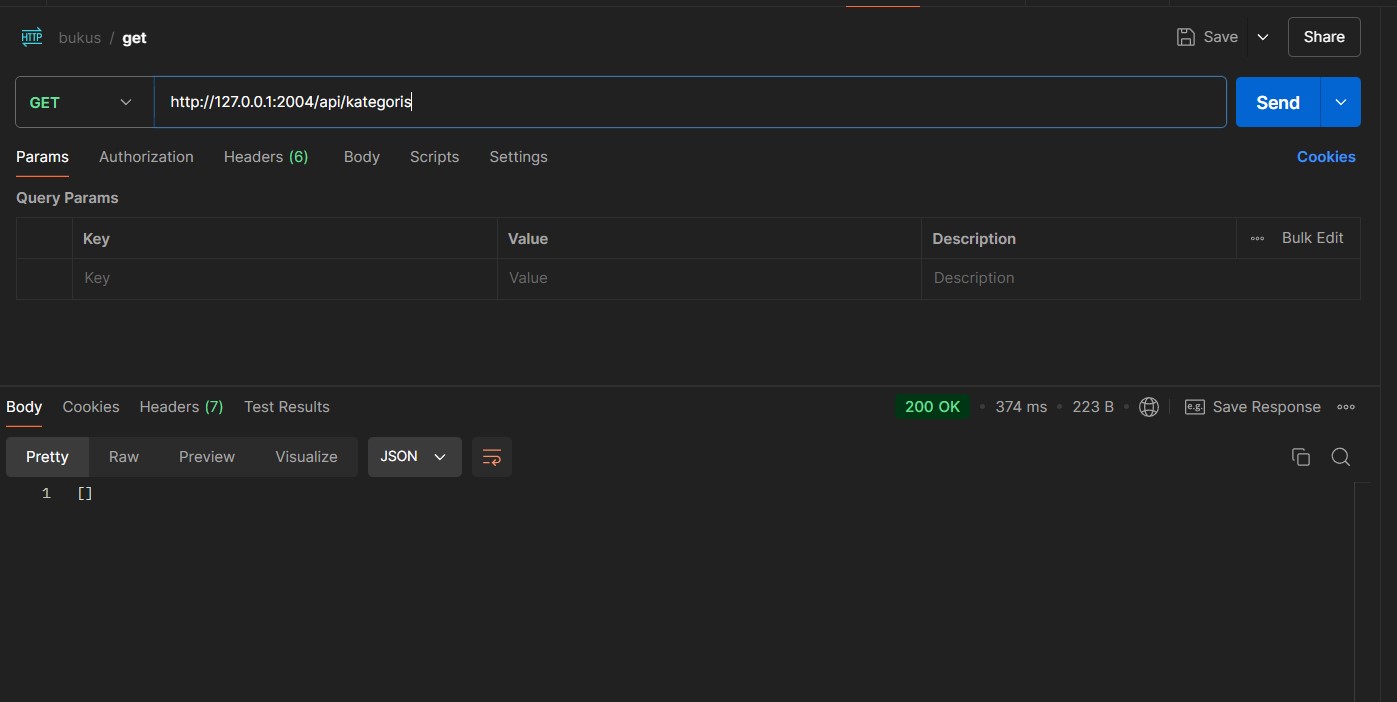 HTTP bukus / get Save Share
GET http://127.0.0.1:2004/api/kategoris Send
Params Authorization Headers (6) Body Scripts Settings Cookies
Query Params
Key Value Description Bulk Edit
Key Value Description
Body Cookies Headers (7) Test Results 200 OK 374 ms 223 B e.g. Save Response
Pretty Raw Preview Visualize JSON
1 []